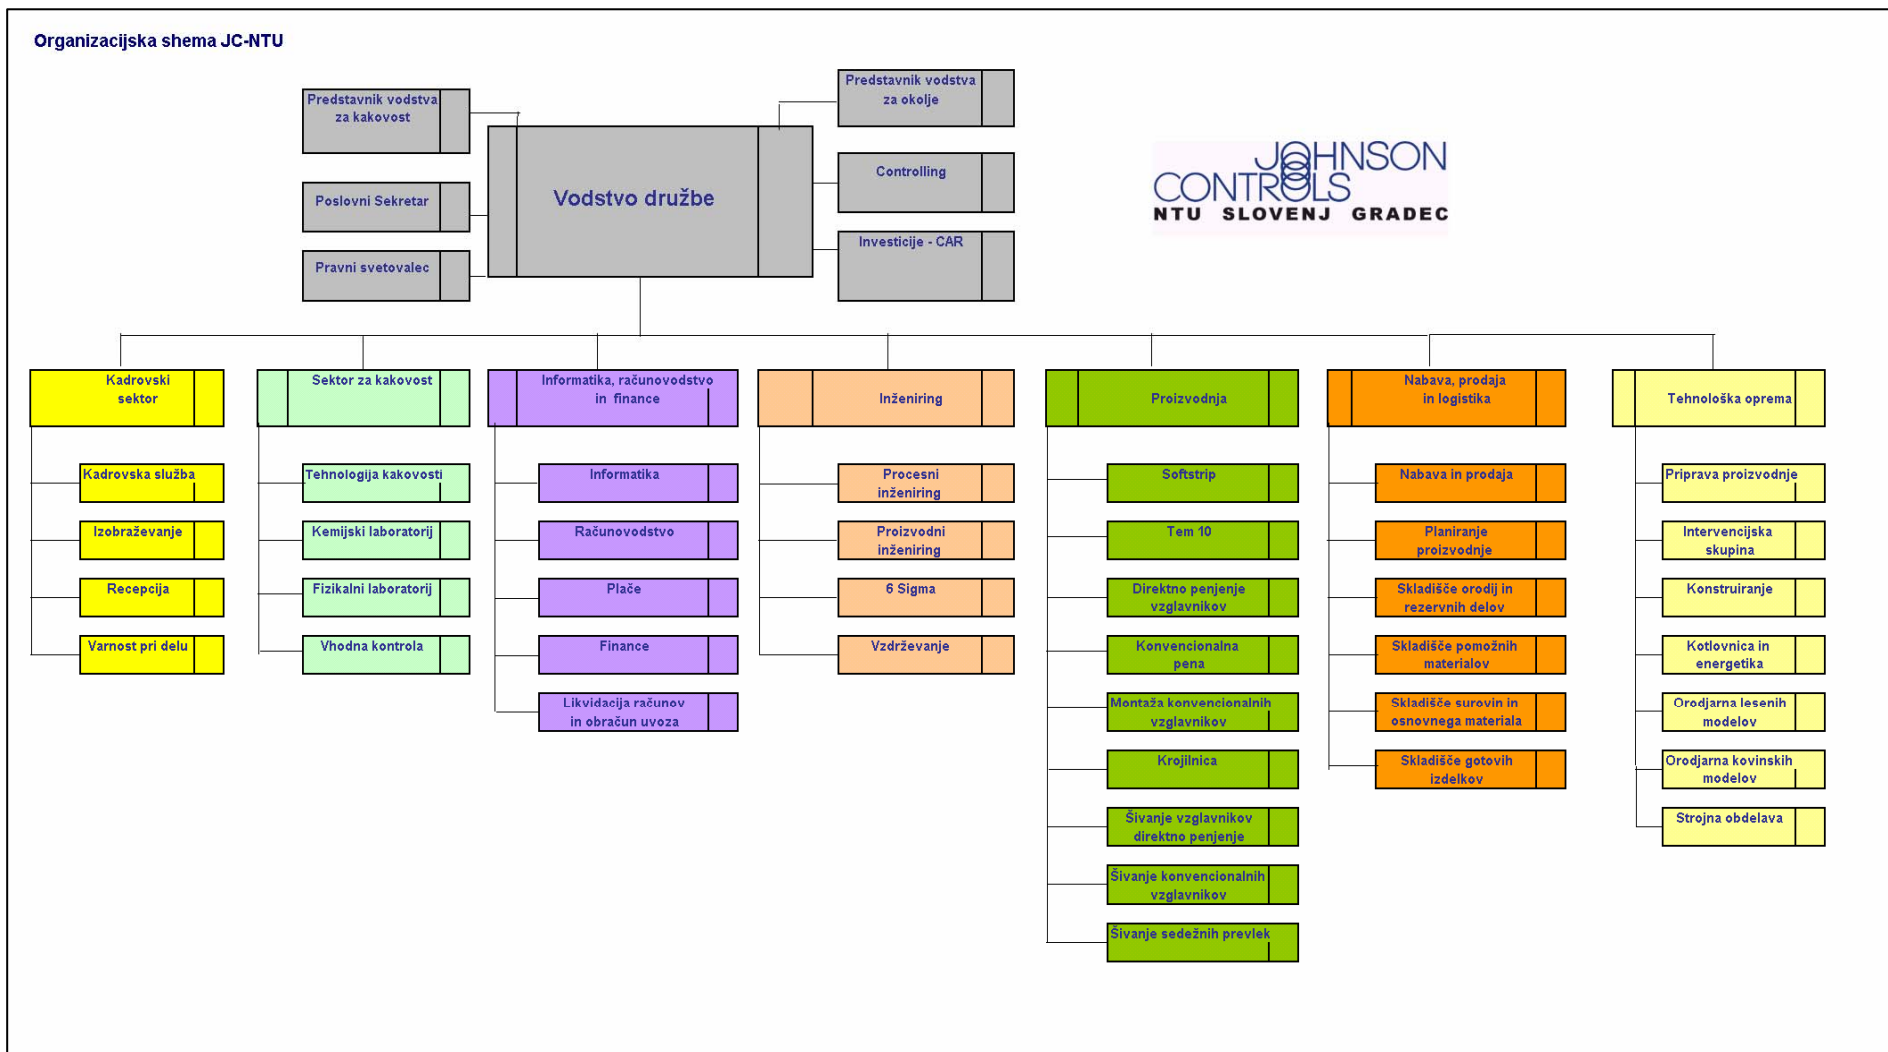 Organizacijska shema JC-NTU
Predstavnik vodstva
za kakovost
Poslovni Sekretar
Pravni svetovalec
Vodstvo družbe
Predstavnik vodstva
za okolje
Controlling
Investicije - CAR
JOHNSON
CONTROLS
NTU SLOVENJ GRADEC
Kadrovski
sektor
Kadrovska služba
Izobraževanje
Recepcija
Varnost pri delu
Sektor za kakovost
Tehnologija kakovosti
Kemijski laboratorij
Fizikalni laboratorij
Vhodna kontrola
Informatika, računovodstvo
in finance
Informatika
Računovodstvo
Plače
Finance
Likvidacija računov
in obračun uvoza
Inženiring
Procesni
inženiring
Proizvodni
inženiring
6 Sigma
Vzdrževanje
Proizvodnja
Softstrip
Tem 10
Direktno penjenje
vzglavnikov
Konvencionalna
pena
Montaža konvencionalnih
vzglavnikov
Krojilnica
Šivanje vzglavnikov
direktno penjenje
Šivanje konvencionalnih
vzglavnikov
Šivanje sedežnih prevlek
Nabava, prodaja
in logistika
Nabava in prodaja
Planiranje
proizvodnje
Skladišče orodij in
rezervnih delov
Skladišče pomožnih
materialov
Skladišče surovin in
osnovnega materiala
Skladišče gotovih
izdelkov
Tehnološka oprema
Priprava proizvodnje
Intervencijska
skupina
Konstruiranje
Kotlovnica in
energetika
Orodjarna lesenih
modelov
Orodjarna kovinskih
modelov
Strojna obdelava